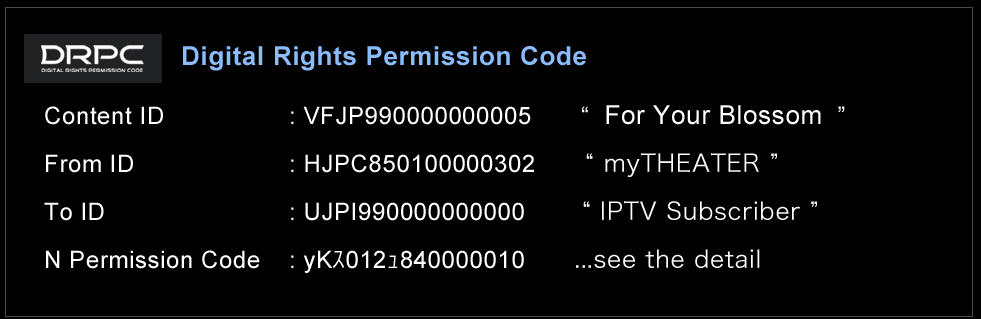 DRPC
DIGITAL RIGHTS PERMISSION CODE
Digital Rights Permission Code
Content ID : VFJP990000000005 “ For Your Blossom ”
From ID : HJPC850100000302 “ myTHEATER ”
To ID : UJPI990000000000 “ IPTV Subscriber ”
N Permission Code : yKｽ012ｭ840000010 ...see the detail